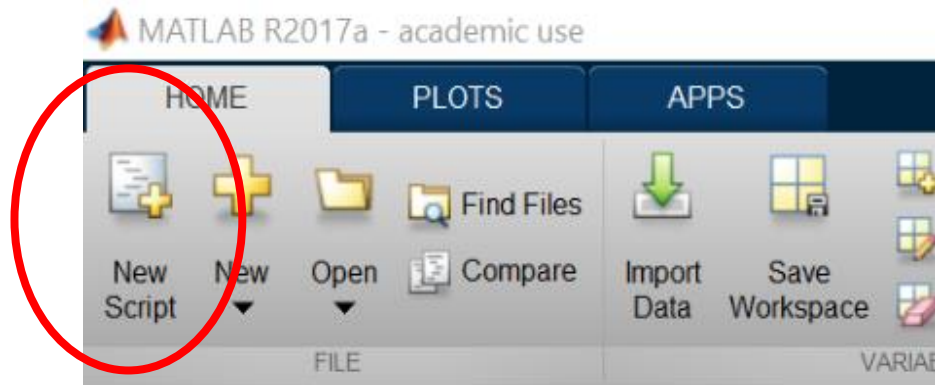 MATLAB R2017a - academic use
HOME PLOTS APPS
Find Files
New Script
New
Open
Compare
Import Data
Save Workspace
FILE